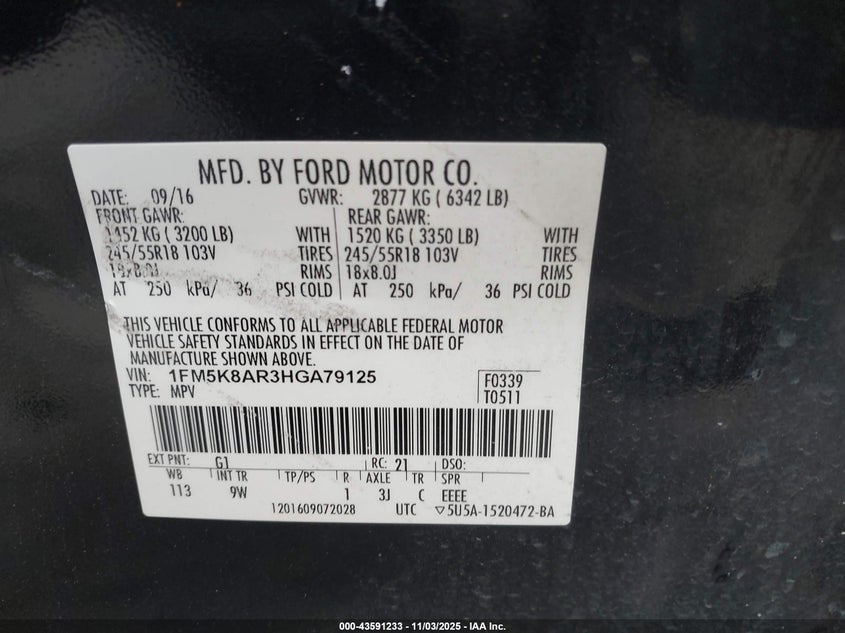 MFD. BY FORD MOTOR CO.
DATE: 09/16 GVWR: 2877 KG ( 6342 LB)
FRONT GAWR: REAR GAWR:
1452 KG ( 3200 LB) WITH 1520 KG ( 3350 LB) WITH
245/55R18 103V TIRES 245/55R18 103V TIRES
18x8.0J RIMS 18x8.0J RIMS
AT 250 kPa/ 36 PSI COLD AT 250 kPa/ 36 PSI COLD
THIS VEHICLE CONFORMS TO ALL APPLICABLE FEDERAL MOTOR
VEHICLE SAFETY STANDARDS IN EFFECT ON THE DATE OF
MANUFACTURE SHOWN ABOVE.
VIN: 1FM5K8AR3HGA79125 F0339
TYPE: MPV T0511
EXT PNT: G1 RC: 21 DSO:
WB INT TR TP/PS R AXLE TR SPR
113 9W 1 3J C EEEE
1201609072028 UTC ▽5U5A-1520472-BA
000-43591233 - 11/03/2025 - IAA Inc.